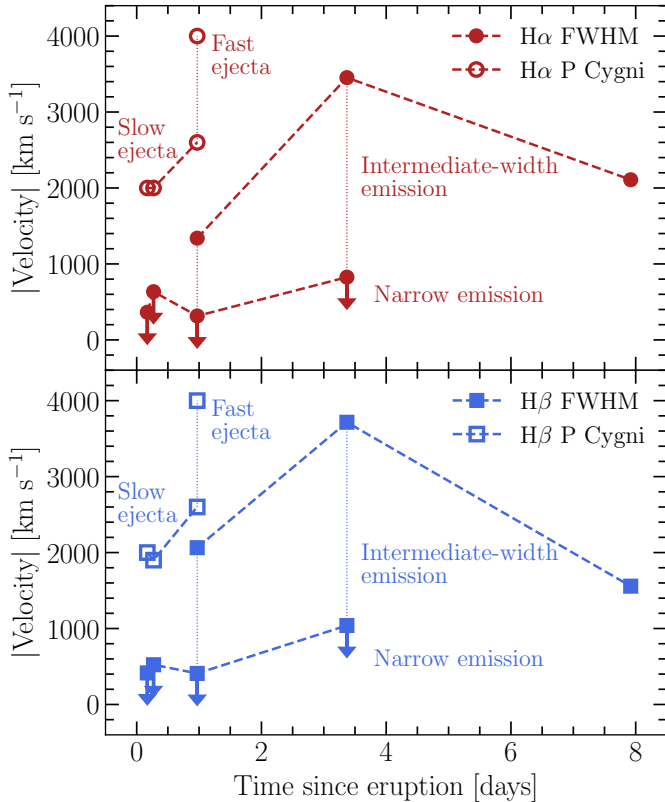 4000
3000
2000
1000
0
|Velocity| [km s⁻¹]
Fast
ejecta
Slow
ejecta
Hα FWHM
Hα P Cygni
Intermediate-width
emission
Narrow emission
4000
3000
2000
1000
0
|Velocity| [km s⁻¹]
Fast
ejecta
Slow
ejecta
Hβ FWHM
Hβ P Cygni
Intermediate-width
emission
Narrow emission
0 2 4 6 8
Time since eruption [days]